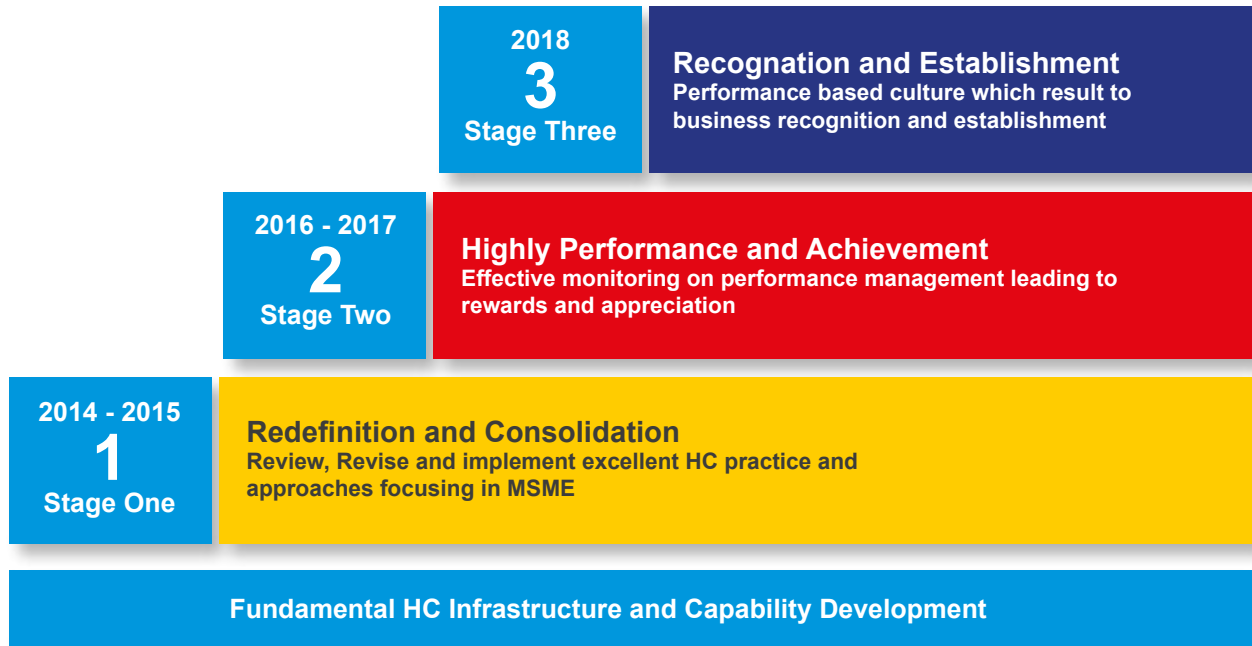 2018
3
Stage Three
Recognation and Establishment
Performance based culture which result to
business recognition and establishment
2016 - 2017
2
Stage Two
Highly Performance and Achievement
Effective monitoring on performance management leading to
rewards and appreciation
2014 - 2015
1
Stage One
Redefinition and Consolidation
Review, Revise and implement excellent HC practice and
approaches focusing in MSME
Fundamental HC Infrastructure and Capability Development